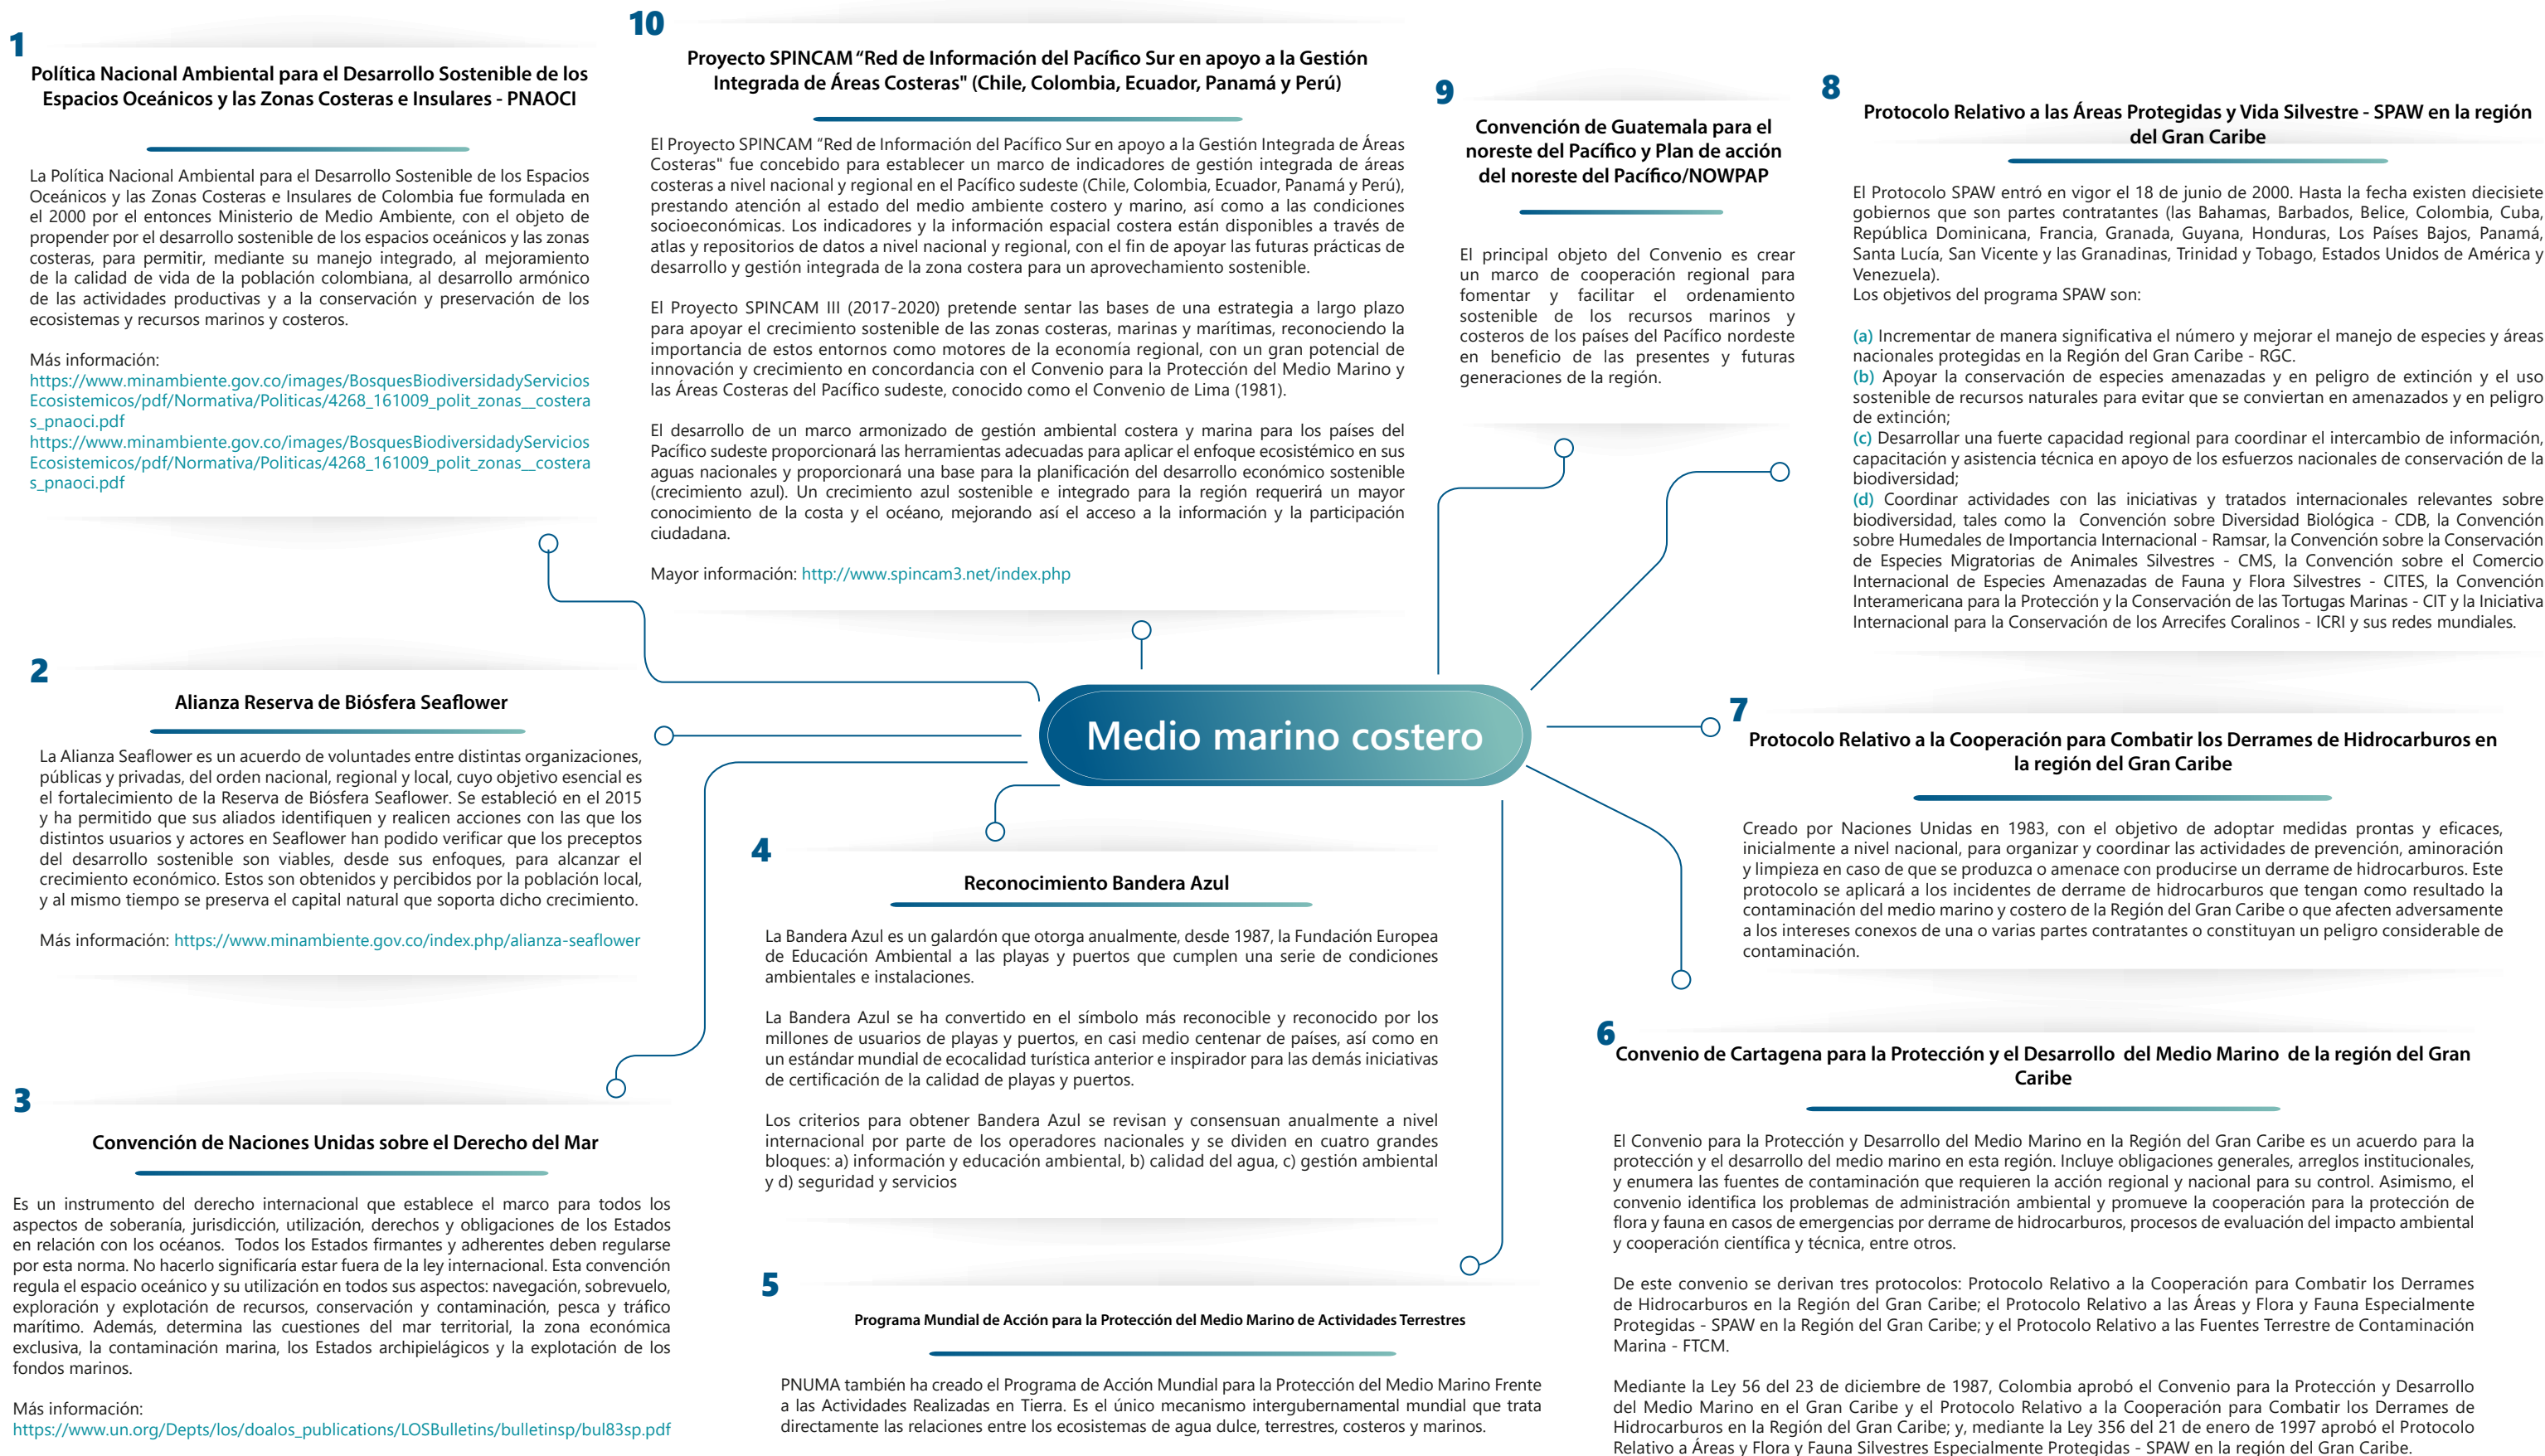 1
Política Nacional Ambiental para el Desarrollo Sostenible de los
Espacios Oceánicos y las Zonas Costeras e Insulares - PNAOCI
La Política Nacional Ambiental para el Desarrollo Sostenible de los Espacios
Oceánicos y las Zonas Costeras e Insulares de Colombia fue formulada en
el 2000 por el entonces Ministerio de Medio Ambiente, con el objeto de
propender por el desarrollo sostenible de los espacios oceánicos y las zonas
costeras, para permitir, mediante su manejo integrado, al mejoramiento
de la calidad de vida de la población colombiana, al desarrollo armónico
de las actividades productivas y a la conservación y preservación de los
ecosistemas y recursos marinos y costeros.
Más información:
https://www.minambiente.gov.co/images/BosquesBiodiversidadyServicios
Ecosistemicos/pdf/Normativa/Politicas/4268_161009_polit_zonas__costera
s_pnaoci.pdf
https://www.minambiente.gov.co/images/BosquesBiodiversidadyServicios
Ecosistemicos/pdf/Normativa/Politicas/4268_161009_polit_zonas__costera
s_pnaoci.pdf
2
Alianza Reserva de Biósfera Seaflower
La Alianza Seaflower es un acuerdo de voluntades entre distintas organizaciones,
públicas y privadas, del orden nacional, regional y local, cuyo objetivo esencial es
el fortalecimiento de la Reserva de Biósfera Seaflower. Se estableció en el 2015
y ha permitido que sus aliados identifiquen y realicen acciones con las que los
distintos usuarios y actores en Seaflower han podido verificar que los preceptos
del desarrollo sostenible son viables, desde sus enfoques, para alcanzar el
crecimiento económico. Estos son obtenidos y percibidos por la población local,
y al mismo tiempo se preserva el capital natural que soporta dicho crecimiento.
Más información: https://www.minambiente.gov.co/index.php/alianza-seaflower
3
Convención de Naciones Unidas sobre el Derecho del Mar
Es un instrumento del derecho internacional que establece el marco para todos los
aspectos de soberanía, jurisdicción, utilización, derechos y obligaciones de los Estados
en relación con los océanos. Todos los Estados firmantes y adherentes deben regularse
por esta norma. No hacerlo significaría estar fuera de la ley internacional. Esta convención
regula el espacio oceánico y su utilización en todos sus aspectos: navegación, sobrevuelo,
exploración y explotación de recursos, conservación y contaminación, pesca y tráfico
marítimo. Además, determina las cuestiones del mar territorial, la zona económica
exclusiva, la contaminación marina, los Estados archipielágicos y la explotación de los
fondos marinos.
Más información:
https://www.un.org/Depts/los/doalos_publications/LOSBulletins/bulletinsp/bul83sp.pdf
10
Proyecto SPINCAM “Red de Información del Pacífico Sur en apoyo a la Gestión
Integrada de Áreas Costeras" (Chile, Colombia, Ecuador, Panamá y Perú)
El Proyecto SPINCAM “Red de Información del Pacífico Sur en apoyo a la Gestión Integrada de Áreas
Costeras" fue concebido para establecer un marco de indicadores de gestión integrada de áreas
costeras a nivel nacional y regional en el Pacífico sudeste (Chile, Colombia, Ecuador, Panamá y Perú),
prestando atención al estado del medio ambiente costero y marino, así como a las condiciones
socioeconómicas. Los indicadores y la información espacial costera están disponibles a través de
atlas y repositorios de datos a nivel nacional y regional, con el fin de apoyar las futuras prácticas de
desarrollo y gestión integrada de la zona costera para un aprovechamiento sostenible.
El Proyecto SPINCAM III (2017-2020) pretende sentar las bases de una estrategia a largo plazo
para apoyar el crecimiento sostenible de las zonas costeras, marinas y marítimas, reconociendo la
importancia de estos entornos como motores de la economía regional, con un gran potencial de
innovación y crecimiento en concordancia con el Convenio para la Protección del Medio Marino y
las Áreas Costeras del Pacífico sudeste, conocido como el Convenio de Lima (1981).
El desarrollo de un marco armonizado de gestión ambiental costera y marina para los países del
Pacífico sudeste proporcionará las herramientas adecuadas para aplicar el enfoque ecosistémico en sus
aguas nacionales y proporcionará una base para la planificación del desarrollo económico sostenible
(crecimiento azul). Un crecimiento azul sostenible e integrado para la región requerirá un mayor
conocimiento de la costa y el océano, mejorando así el acceso a la información y la participación
ciudadana.
Mayor información: http://www.spincam3.net/index.php
Medio marino costero
4
Reconocimiento Bandera Azul
La Bandera Azul es un galardón que otorga anualmente, desde 1987, la Fundación Europea
de Educación Ambiental a las playas y puertos que cumplen una serie de condiciones
ambientales e instalaciones.
La Bandera Azul se ha convertido en el símbolo más reconocible y reconocido por los
millones de usuarios de playas y puertos, en casi medio centenar de países, así como en
un estándar mundial de ecocalidad turística anterior e inspirador para las demás iniciativas
de certificación de la calidad de playas y puertos.
Los criterios para obtener Bandera Azul se revisan y consensuan anualmente a nivel
internacional por parte de los operadores nacionales y se dividen en cuatro grandes
bloques: a) información y educación ambiental, b) calidad del agua, c) gestión ambiental
y d) seguridad y servicios
5
Programa Mundial de Acción para la Protección del Medio Marino de Actividades Terrestres
PNUMA también ha creado el Programa de Acción Mundial para la Protección del Medio Marino Frente
a las Actividades Realizadas en Tierra. Es el único mecanismo intergubernamental mundial que trata
directamente las relaciones entre los ecosistemas de agua dulce, terrestres, costeros y marinos.
9
Convención de Guatemala para el
noreste del Pacífico y Plan de acción
del noreste del Pacífico/NOWPAP
El principal objeto del Convenio es crear
un marco de cooperación regional para
fomentar y facilitar el ordenamiento
sostenible de los recursos marinos y
costeros de los países del Pacífico nordeste
en beneficio de las presentes y futuras
generaciones de la región.
8
Protocolo Relativo a las Áreas Protegidas y Vida Silvestre - SPAW en la región
del Gran Caribe
El Protocolo SPAW entró en vigor el 18 de junio de 2000. Hasta la fecha existen diecisiete
gobiernos que son partes contratantes (las Bahamas, Barbados, Belice, Colombia, Cuba,
República Dominicana, Francia, Granada, Guyana, Honduras, Los Países Bajos, Panamá,
Santa Lucía, San Vicente y las Granadinas, Trinidad y Tobago, Estados Unidos de América y
Venezuela).
Los objetivos del programa SPAW son:
(a) Incrementar de manera significativa el número y mejorar el manejo de especies y áreas
nacionales protegidas en la Región del Gran Caribe - RGC.
(b) Apoyar la conservación de especies amenazadas y en peligro de extinción y el uso
sostenible de recursos naturales para evitar que se conviertan en amenazados y en peligro
de extinción;
(c) Desarrollar una fuerte capacidad regional para coordinar el intercambio de información,
capacitación y asistencia técnica en apoyo de los esfuerzos nacionales de conservación de la
biodiversidad;
(d) Coordinar actividades con las iniciativas y tratados internacionales relevantes sobre
biodiversidad, tales como la Convención sobre Diversidad Biológica - CDB, la Convención
sobre Humedales de Importancia Internacional - Ramsar, la Convención sobre la Conservación
de Especies Migratorias de Animales Silvestres - CMS, la Convención sobre el Comercio
Internacional de Especies Amenazadas de Fauna y Flora Silvestres - CITES, la Convención
Interamericana para la Protección y la Conservación de las Tortugas Marinas - CIT y la Iniciativa
Internacional para la Conservación de los Arrecifes Coralinos - ICRI y sus redes mundiales.
7
Protocolo Relativo a la Cooperación para Combatir los Derrames de Hidrocarburos en
la región del Gran Caribe
Creado por Naciones Unidas en 1983, con el objetivo de adoptar medidas prontas y eficaces,
inicialmente a nivel nacional, para organizar y coordinar las actividades de prevención, aminoración
y limpieza en caso de que se produzca o amenace con producirse un derrame de hidrocarburos. Este
protocolo se aplicará a los incidentes de derrame de hidrocarburos que tengan como resultado la
contaminación del medio marino y costero de la Región del Gran Caribe o que afecten adversamente
a los intereses conexos de una o varias partes contratantes o constituyan un peligro considerable de
contaminación.
6
Convenio de Cartagena para la Protección y el Desarrollo del Medio Marino de la región del Gran
Caribe
El Convenio para la Protección y Desarrollo del Medio Marino en la Región del Gran Caribe es un acuerdo para la
protección y el desarrollo del medio marino en esta región. Incluye obligaciones generales, arreglos institucionales,
y enumera las fuentes de contaminación que requieren la acción regional y nacional para su control. Asimismo, el
convenio identifica los problemas de administración ambiental y promueve la cooperación para la protección de
flora y fauna en casos de emergencias por derrame de hidrocarburos, procesos de evaluación del impacto ambiental
y cooperación científica y técnica, entre otros.
De este convenio se derivan tres protocolos: Protocolo Relativo a la Cooperación para Combatir los Derrames
de Hidrocarburos en la Región del Gran Caribe; el Protocolo Relativo a las Áreas y Flora y Fauna Especialmente
Protegidas - SPAW en la Región del Gran Caribe; y el Protocolo Relativo a las Fuentes Terrestre de Contaminación
Marina - FTCM.
Mediante la Ley 56 del 23 de diciembre de 1987, Colombia aprobó el Convenio para la Protección y Desarrollo
del Medio Marino en el Gran Caribe y el Protocolo Relativo a la Cooperación para Combatir los Derrames de
Hidrocarburos en la Región del Gran Caribe; y, mediante la Ley 356 del 21 de enero de 1997 aprobó el Protocolo
Relativo a Áreas y Flora y Fauna Silvestres Especialmente Protegidas - SPAW en la región del Gran Caribe.